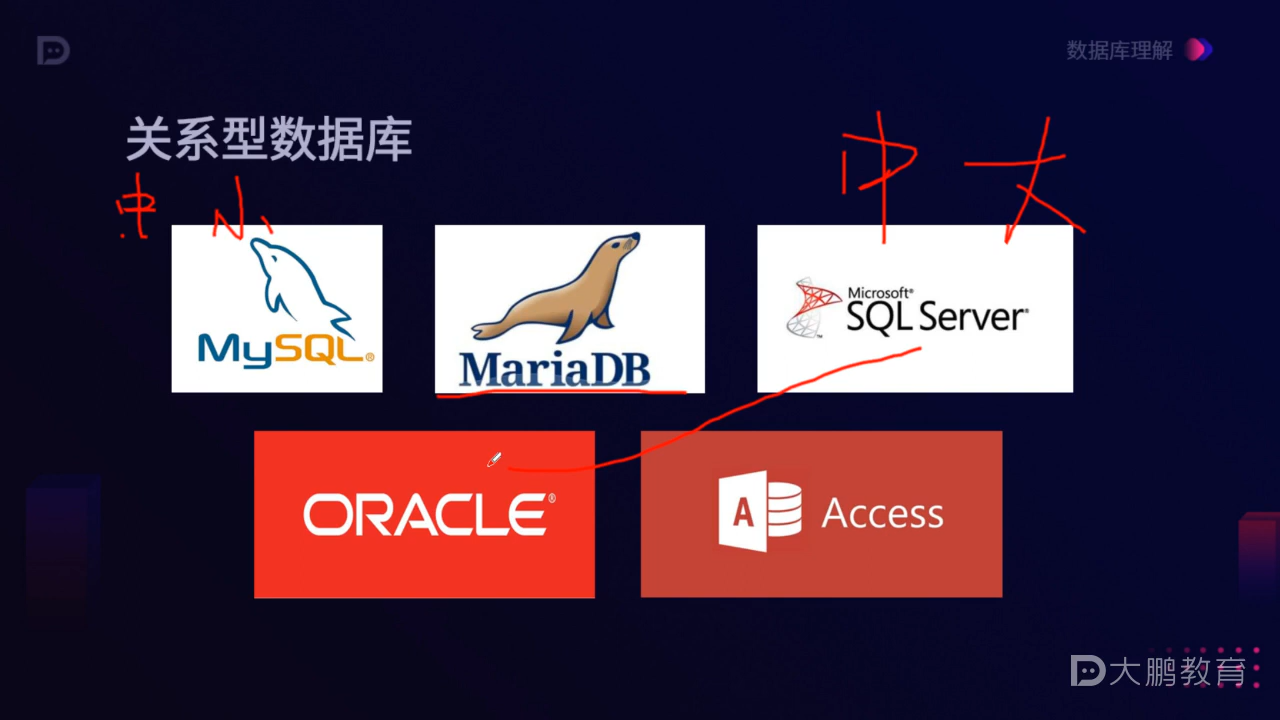 数据库理解
关系型数据库
中 大
中 小
MySQL®
MariaDB
Microsoft®
SQL Server®
™
ORACLE®
A Access
大鹏教育